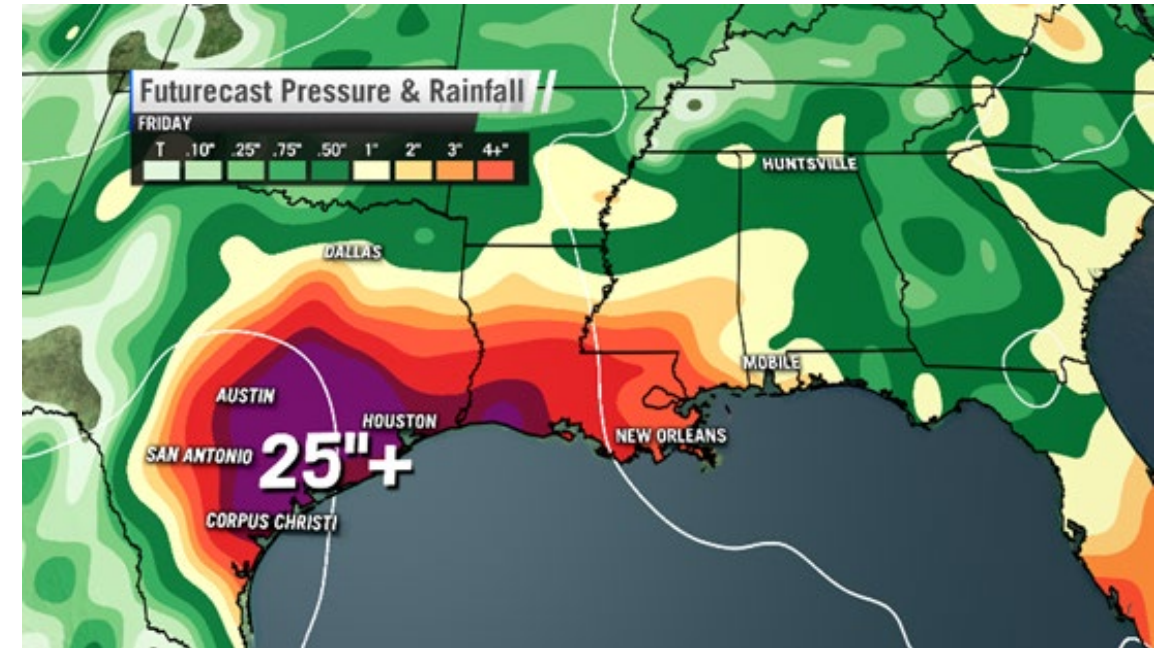 Futurecast Pressure & Rainfall
FRIDAY
T .10" .25" .75" .50" 1" 2" 3" 4+"
HUNTSVILLE
DALLAS
MOBILE
AUSTIN
HOUSTON
NEW ORLEANS
SAN ANTONIO
25"+
CORPUS CHRISTI